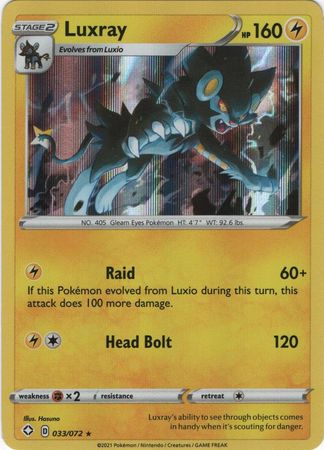 STAGE2
Luxray
HP 160
Evolves from Luxio
NO. 405 Gleam Eyes Pokémon HT: 4'7" WT: 92.6 lbs.
Raid 60+
If this Pokémon evolved from Luxio during this turn, this
attack does 100 more damage.
Head Bolt 120
weakness ×2 resistance retreat
Illus. Hasuno
D 033/072 ★
Luxray's ability to see through objects comes
in handy when it's scouting for danger.
©2021 Pokémon / Nintendo / Creatures / GAME FREAK